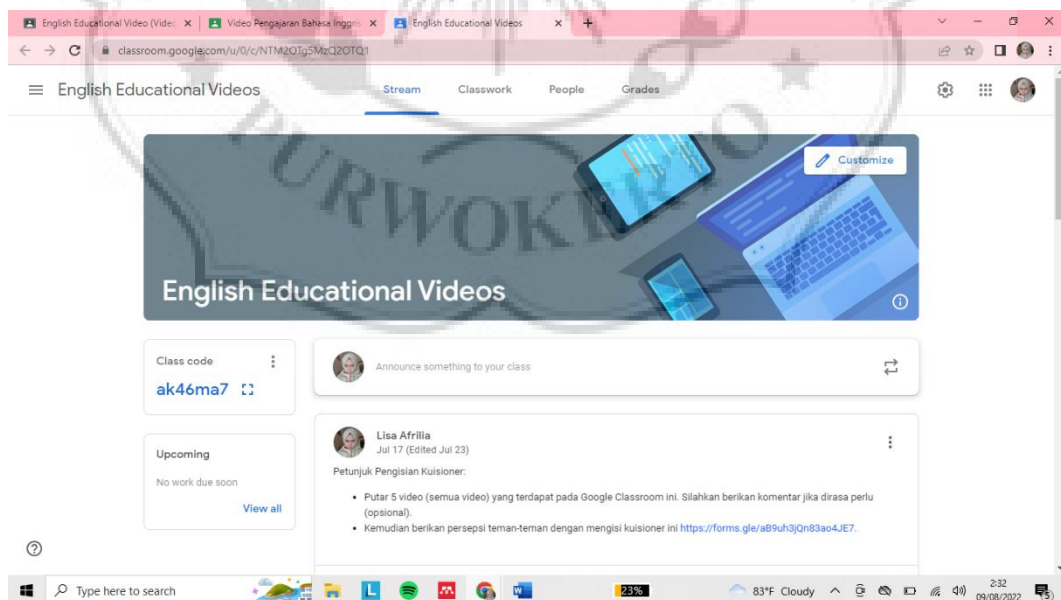 English Educational Video (Video
Video Pengajaran Bahasa Inggris
English Educational Videos
classroom.google.com/u/0/c/NTM2OTg5MzQ2OTQ1
English Educational Videos
Stream
Classwork
People
Grades
PURWOKERTO
Customize
English Educational Videos
Class code
ak46ma7
Announce something to your class
Lisa Afrilia
Jul 17 (Edited Jul 23)
Upcoming
No work due soon
View all
Petunjuk Pengisian Kuisioner:
• Putar 5 video (semua video) yang terdapat pada Google Classroom ini. Silahkan berikan komentar jika dirasa perlu
(opsional).
• Kemudian berikan persepsi teman-teman dengan mengisi kuisioner ini https://forms.gle/aB9uh3jQn83ao4JE7.
Type here to search
L
W
23%
83°F Cloudy
2:32
09/08/2022
5